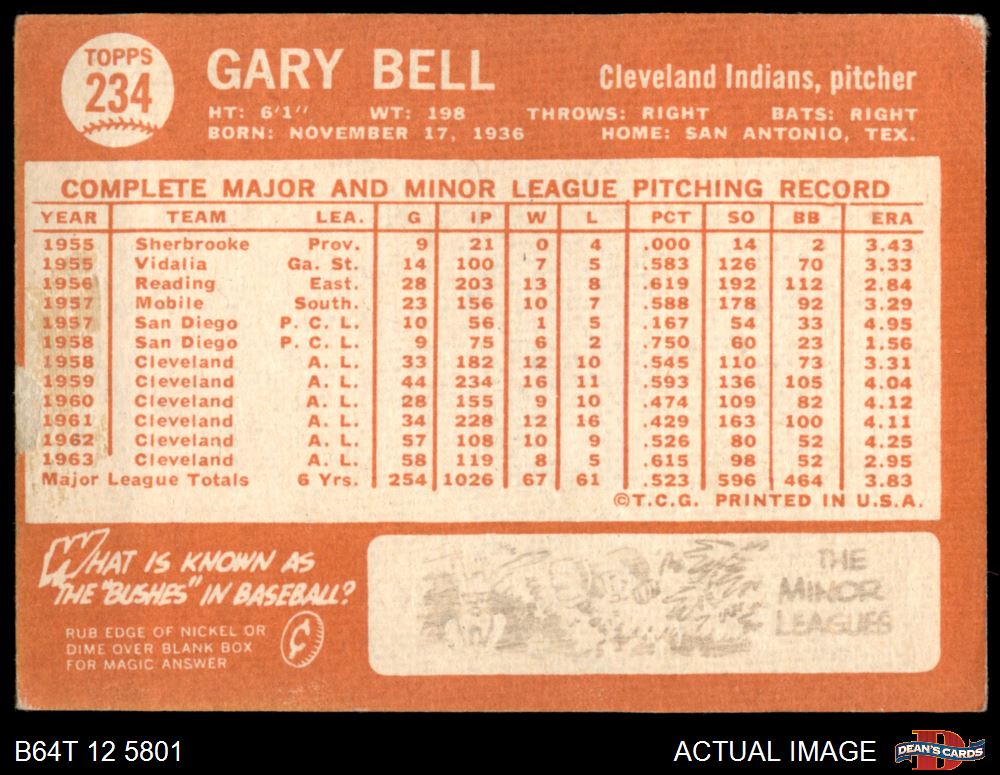 TOPPS
234
GARY BELL
Cleveland Indians, pitcher
HT: 6'1" WT: 198 THROWS: RIGHT BATS: RIGHT
BORN: NOVEMBER 17, 1936 HOME: SAN ANTONIO, TEX.
COMPLETE MAJOR AND MINOR LEAGUE PITCHING RECORD
YEAR TEAM LEA. G IP W L PCT SO BB ERA
1955 Sherbrooke Prov. 9 21 0 4 .000 14 2 3.43
1955 Vidalia Ga. St. 14 100 7 5 .583 126 70 3.33
1956 Reading East. 28 203 13 8 .619 192 112 2.84
1957 Mobile South. 23 156 10 7 .588 178 92 3.29
1957 San Diego P. C. L. 10 56 1 5 .167 54 33 4.95
1958 San Diego P. C. L. 9 75 6 2 .750 60 23 1.56
1958 Cleveland A. L. 33 182 12 10 .545 110 73 3.31
1959 Cleveland A. L. 44 234 16 11 .593 136 105 4.04
1960 Cleveland A. L. 28 155 9 10 .474 109 82 4.12
1961 Cleveland A. L. 34 228 12 16 .429 163 100 4.11
1962 Cleveland A. L. 57 108 10 9 .526 80 52 4.25
1963 Cleveland A. L. 58 119 8 5 .615 98 52 2.95
Major League Totals 6 Yrs. 254 1026 67 61 .523 596 464 3.83
©T.C.G. PRINTED IN U.S.A.
WHAT IS KNOWN AS
THE "BUSHES" IN BASEBALL?
RUB EDGE OF NICKEL OR
DIME OVER BLANK BOX
FOR MAGIC ANSWER
¢
THE
MINOR
LEAGUES
B64T 12 5801
ACTUAL IMAGE
D
DEAN'S CARDS